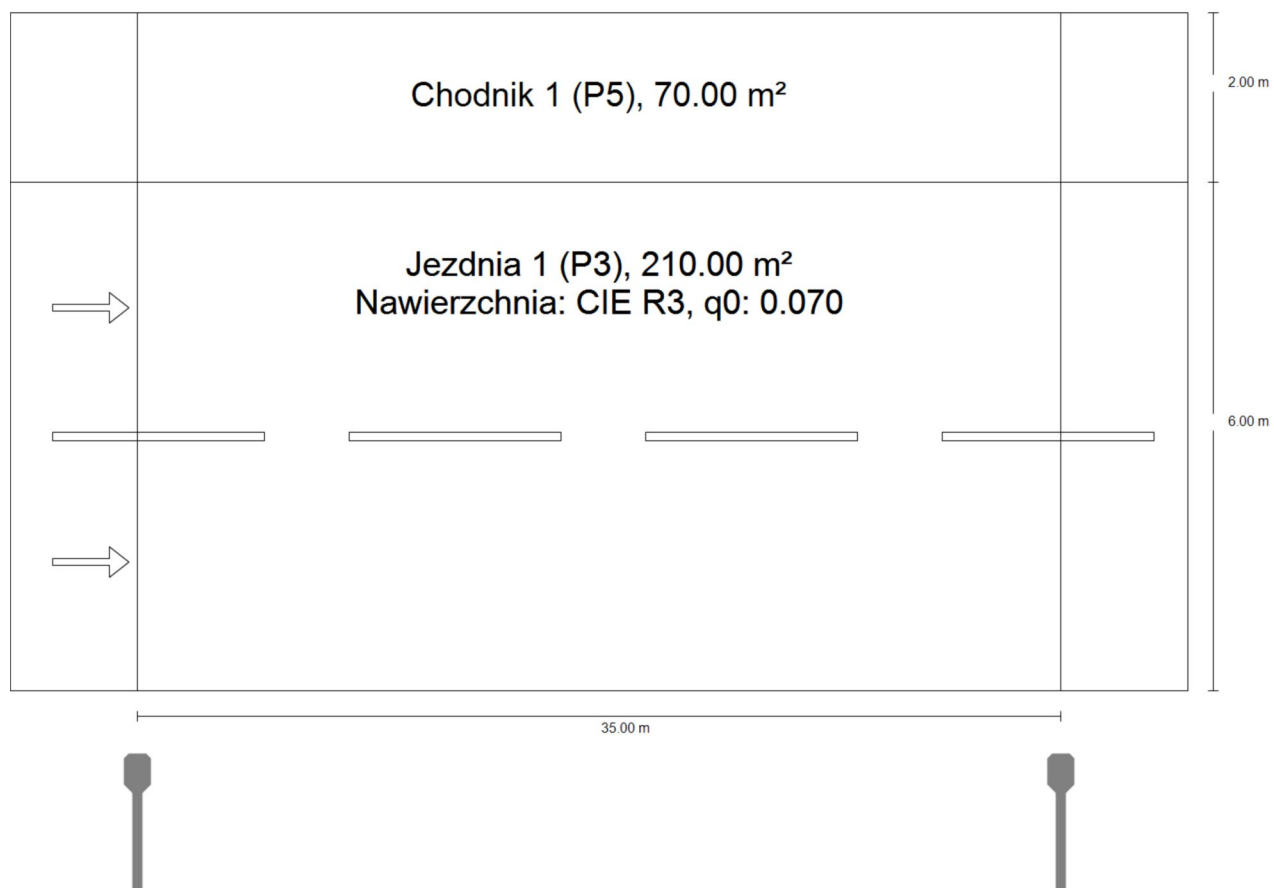 Chodnik 1 (P5), 70.00 m²
2.00 m
Jezdnia 1 (P3), 210.00 m²
Nawierzchnia: CIE R3, q0: 0.070
6.00 m
35.00 m